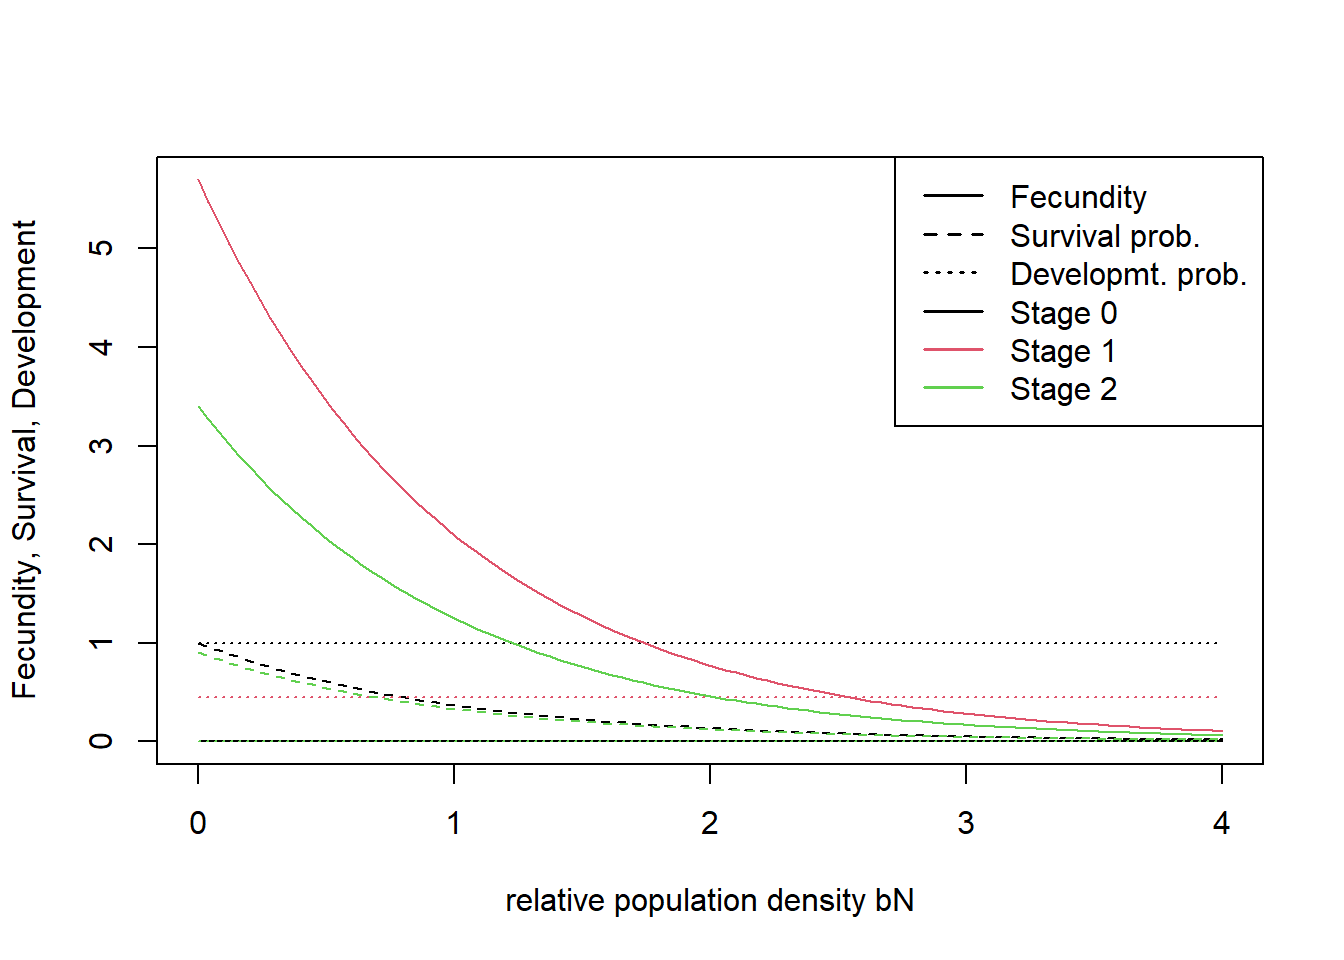 Fecundity, Survival, Development
5
4
3
2
1
0
Fecundity
Survival prob.
Developmt. prob.
Stage 0
Stage 1
Stage 2
0 1 2 3 4
relative population density bN